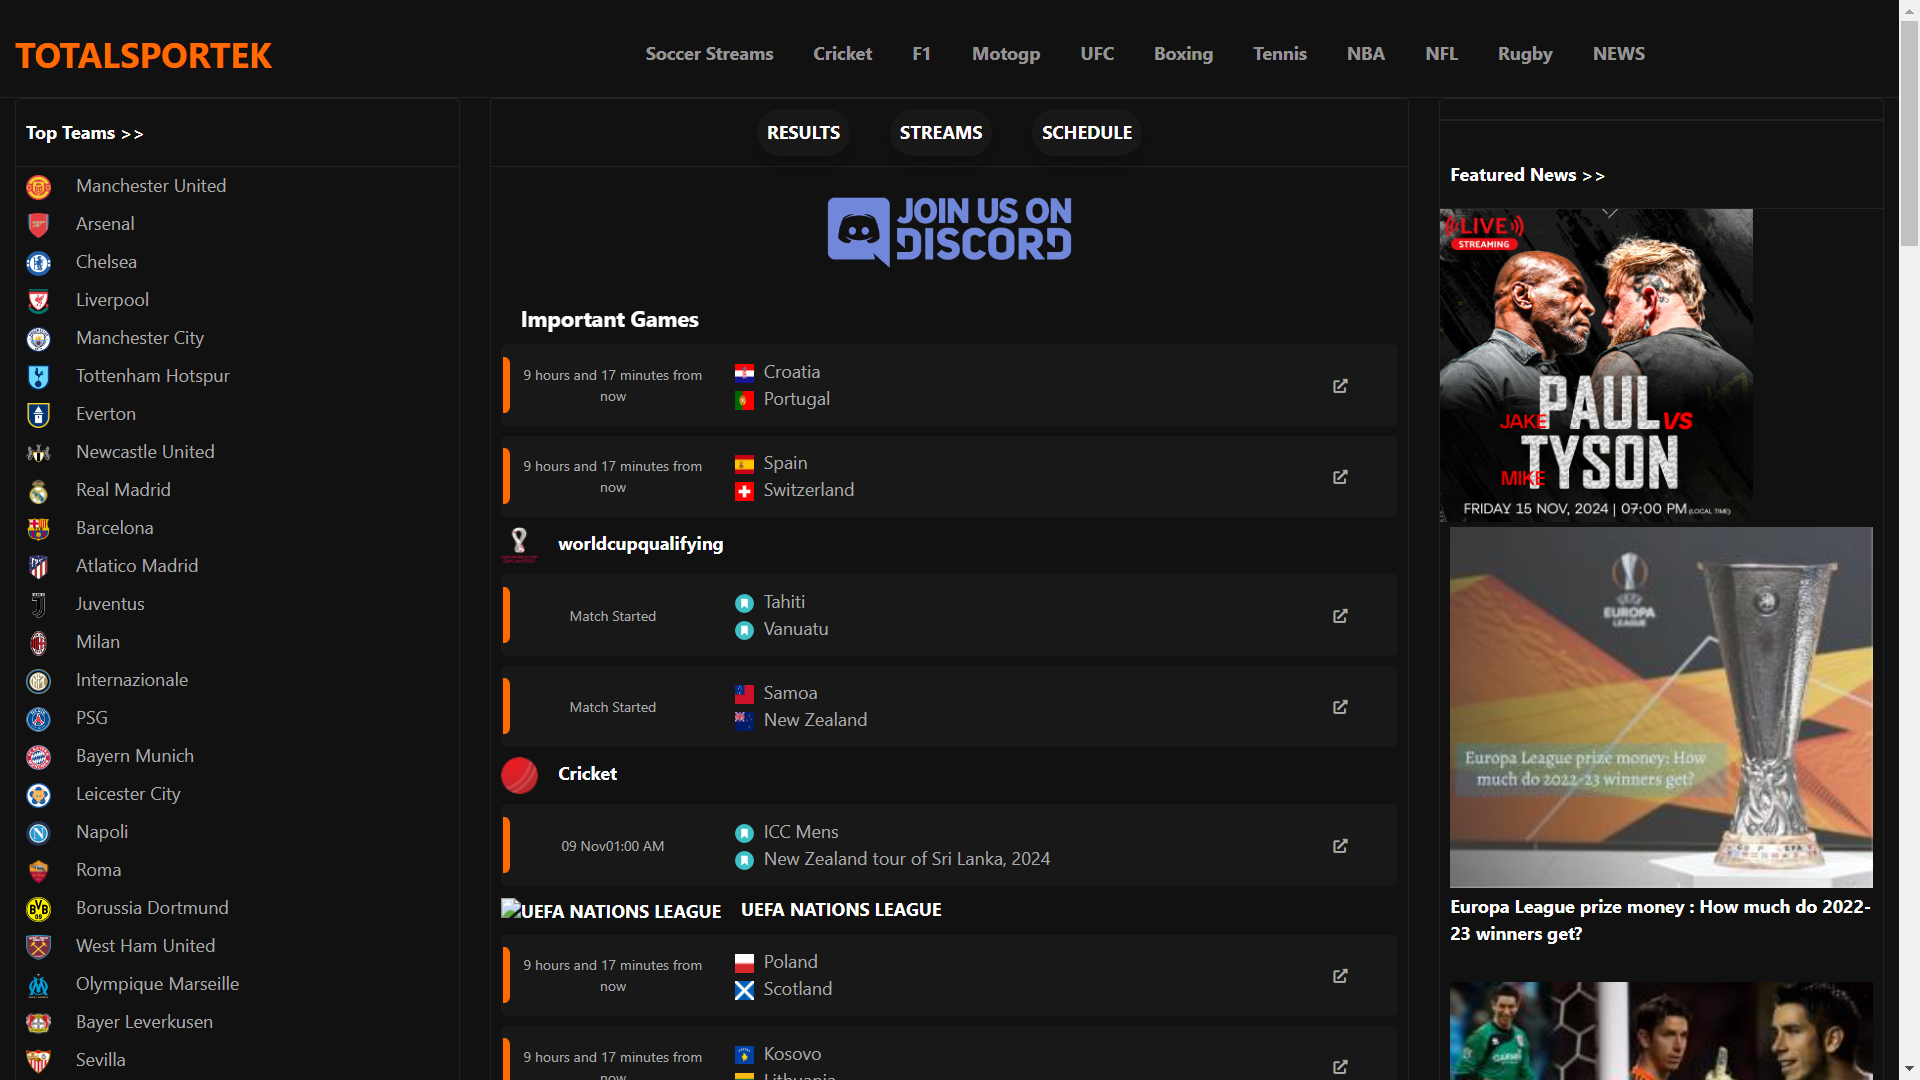 TOTALSPORTEK
Soccer Streams
Cricket
F1
Motogp
UFC
Boxing
Tennis
NBA
NFL
Rugby
NEWS
Top Teams >>
Manchester United
Arsenal
Chelsea
Liverpool
Manchester City
Tottenham Hotspur
Everton
Newcastle United
Real Madrid
Barcelona
Atlatico Madrid
Juventus
Milan
Internazionale
PSG
Bayern Munich
Leicester City
Napoli
Roma
Borussia Dortmund
West Ham United
Olympique Marseille
Bayer Leverkusen
Sevilla
RESULTS
STREAMS
SCHEDULE
JOIN US ON
DISCORD
Important Games
9 hours and 17 minutes from
now
Croatia
Portugal
9 hours and 17 minutes from
now
Spain
Switzerland
worldcupqualifying
Match Started
Tahiti
Vanuatu
Match Started
Samoa
New Zealand
Cricket
09 Nov01:00 AM
ICC Mens
New Zealand tour of Sri Lanka, 2024
UEFA NATIONS LEAGUE
UEFA NATIONS LEAGUE
9 hours and 17 minutes from
now
Poland
Scotland
9 hours and 17 minutes from
now
Kosovo
Lithuania
Featured News >>
LIVE
STREAMING
JAKE PAUL VS
MIKE TYSON
FRIDAY 15 NOV, 2024 | 07:00 PM (LOCAL TIME)
UEFA
EUROPA
LEAGUE
Europa League prize money: How
much do 2022-23 winners get?
Europa League prize money : How much do 2022-
23 winners get?